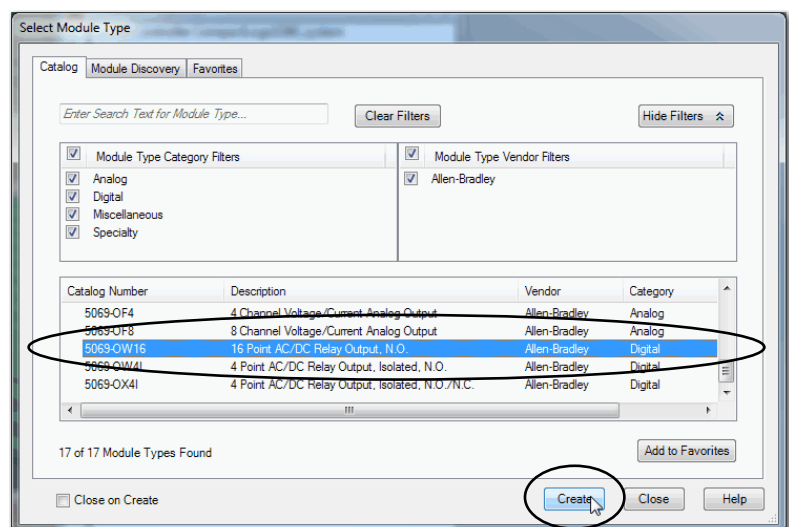 Select Module Type
Catalog Module Discovery Favorites
Enter Search Text for Module Type... Clear Filters Hide Filters
Module Type Category Filters Module Type Vendor Filters
Analog Allen-Bradley
Digital
Miscellaneous
Specialty
Catalog Number Description Vendor Category
5069-OF4 4 Channel Voltage/Current Analog Output Allen-Bradley Analog
5069-OF8 8 Channel Voltage/Current Analog Output Allen-Bradley Analog
5069-OW16 16 Point AC/DC Relay Output, N.O. Allen-Bradley Digital
5069-OW4I 4 Point AC/DC Relay Output, Isolated, N.O. Allen-Bradley Digital
5069-OX4I 4 Point AC/DC Relay Output, Isolated, N.O./N.C. Allen-Bradley Digital
17 of 17 Module Types Found Add to Favorites
Close on Create Create Close Help